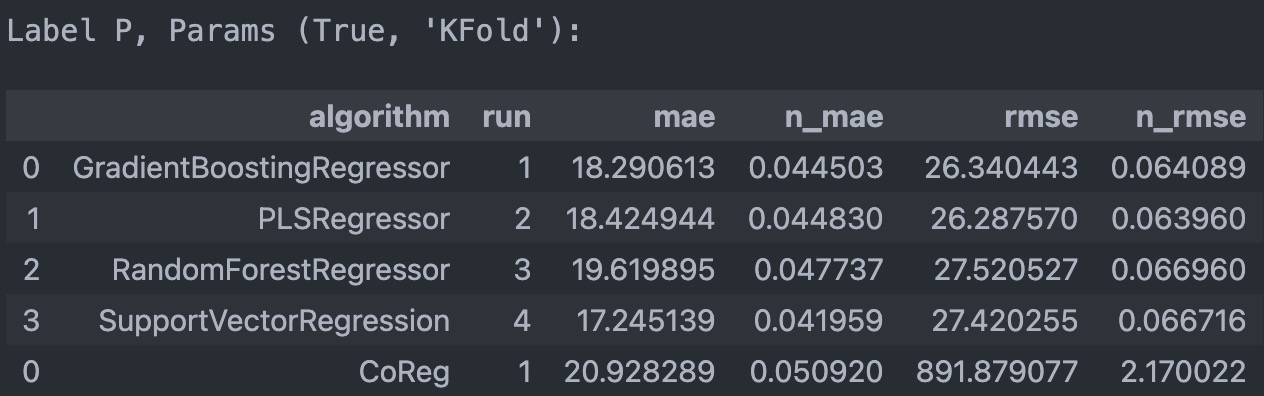 Label P, Params (True, 'KFold'):
algorithm run mae n_mae rmse n_rmse
0 GradientBoostingRegressor 1 18.290613 0.044503 26.340443 0.064089
1 PLSRegressor 2 18.424944 0.044830 26.287570 0.063960
2 RandomForestRegressor 3 19.619895 0.047737 27.520527 0.066960
3 SupportVectorRegression 4 17.245139 0.041959 27.420255 0.066716
0 CoReg 1 20.928289 0.050920 891.879077 2.170022